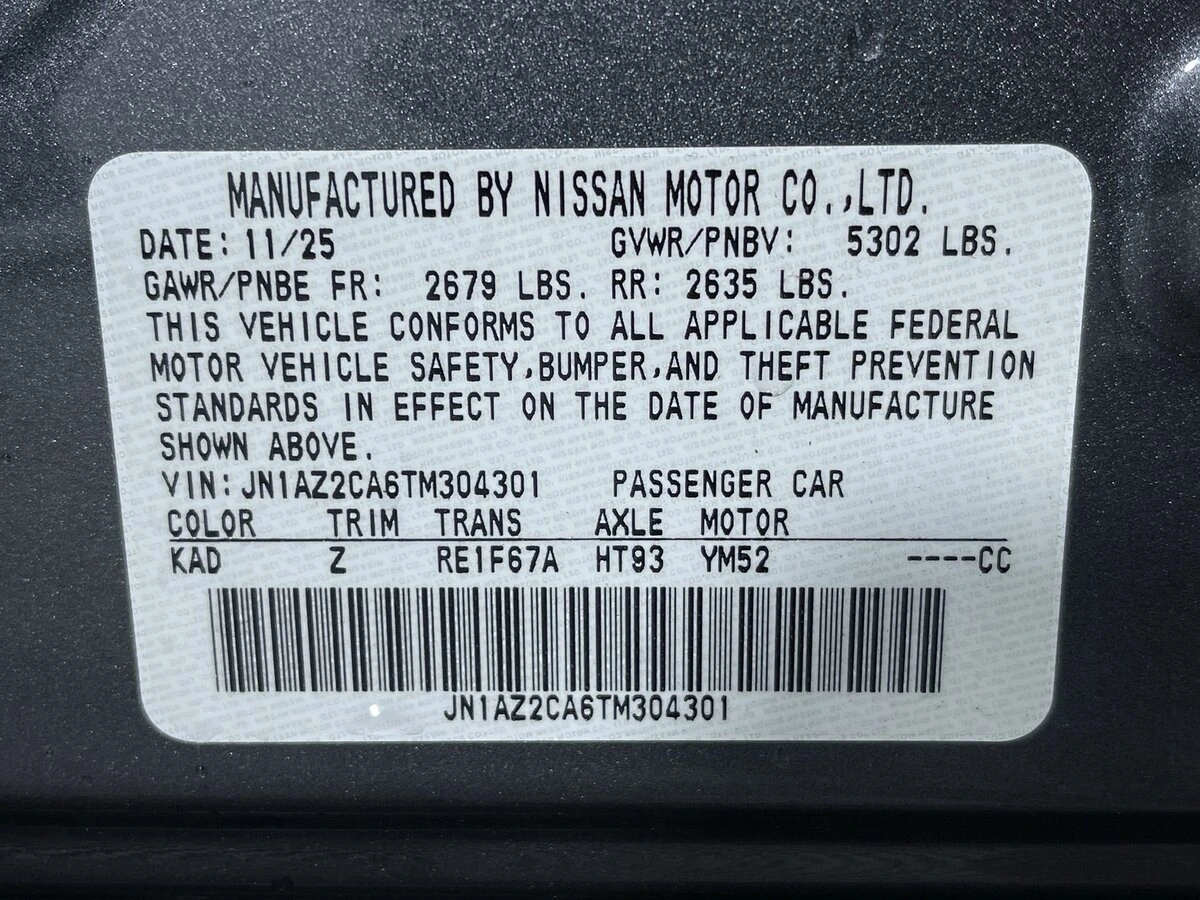 MANUFACTURED BY NISSAN MOTOR CO.,LTD.
DATE: 11/25 GVWR/PNBV: 5302 LBS.
GAWR/PNBE FR: 2679 LBS. RR: 2635 LBS.
THIS VEHICLE CONFORMS TO ALL APPLICABLE FEDERAL
MOTOR VEHICLE SAFETY,BUMPER,AND THEFT PREVENTION
STANDARDS IN EFFECT ON THE DATE OF MANUFACTURE
SHOWN ABOVE.
VIN:JN1AZ2CA6TM304301 PASSENGER CAR
COLOR TRIM TRANS AXLE MOTOR
KAD Z RE1F67A HT93 YM52 ----CC
JN1AZ2CA6TM304301